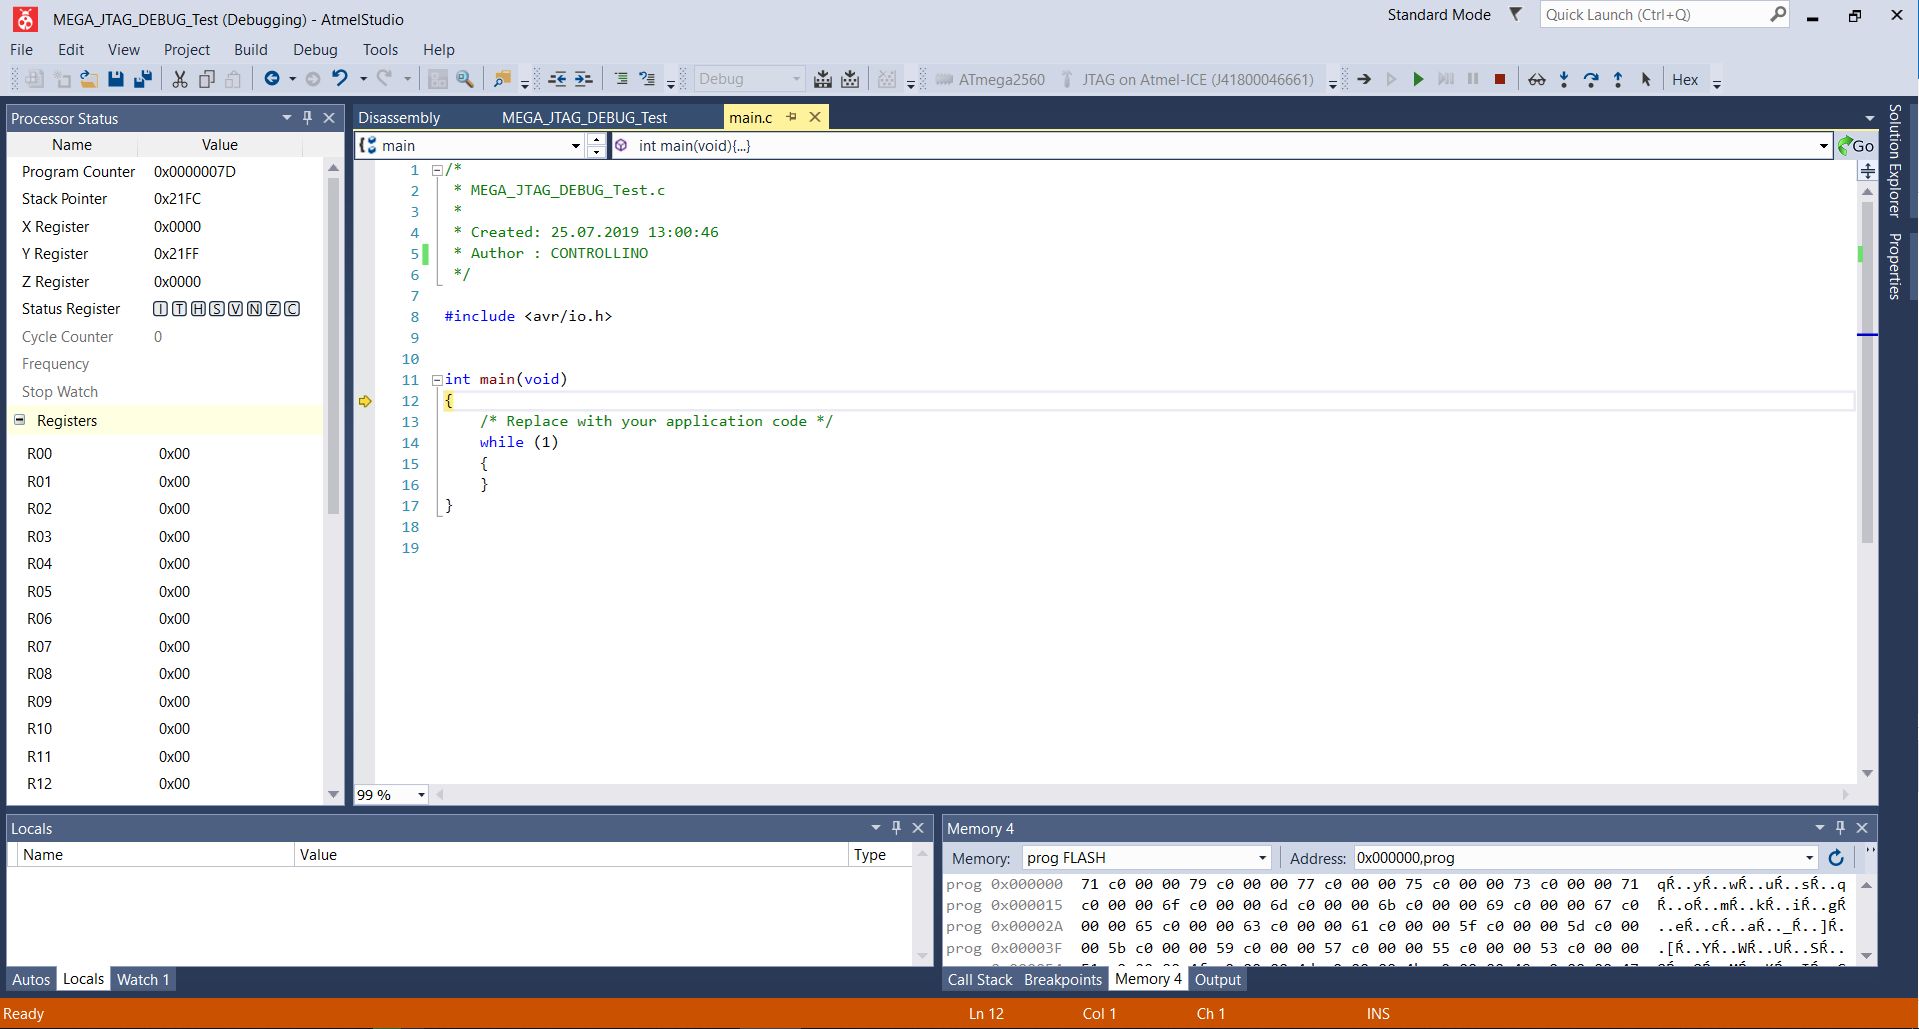 MEGA_JTAG_DEBUG_Test (Debugging) - AtmelStudio
Standard Mode
Quick Launch (Ctrl+Q)
File Edit View Project Build Debug Tools Help
Debug
ATmega2560
JTAG on Atmel-ICE (J41800046661)
Hex
Processor Status
Name Value
Program Counter 0x0000007D
Stack Pointer 0x21FC
X Register 0x0000
Y Register 0x21FF
Z Register 0x0000
Status Register I T H S V N Z C
Cycle Counter 0
Frequency
Stop Watch
Registers
R00 0x00
R01 0x00
R02 0x00
R03 0x00
R04 0x00
R05 0x00
R06 0x00
R07 0x00
R08 0x00
R09 0x00
R10 0x00
R11 0x00
R12 0x00
Disassembly MEGA_JTAG_DEBUG_Test main.c
main
int main(void){...}
Go
1 /*
2 * MEGA_JTAG_DEBUG_Test.c
3 *
4 * Created: 25.07.2019 13:00:46
5 * Author : CONTROLLINO
6 */
7
8 #include <avr/io.h>
9
10
11 int main(void)
12 {
13 /* Replace with your application code */
14 while (1)
15 {
16 }
17 }
18
19
99 %
Solution Explorer
Properties
Locals
Name Value Type
Autos Locals Watch 1
Memory 4
Memory: prog FLASH Address: 0x000000,prog
prog 0x000000 71 c0 00 00 79 c0 00 00 77 c0 00 00 75 c0 00 00 73 c0 00 00 71 qŔ..yŔ..wŔ..uŔ..sŔ..q
prog 0x000015 c0 00 00 6f c0 00 00 6d c0 00 00 6b c0 00 00 69 c0 00 00 67 c0 Ŕ..oŔ..mŔ..kŔ..iŔ..gŔ
prog 0x00002A 00 00 65 c0 00 00 63 c0 00 00 61 c0 00 00 5f c0 00 00 5d c0 00 ..eŔ..cŔ..aŔ.._Ŕ..]Ŕ.
prog 0x00003F 00 5b c0 00 00 59 c0 00 00 57 c0 00 00 55 c0 00 00 53 c0 00 00 .[Ŕ..YŔ..WŔ..UŔ..SŔ..
Call Stack Breakpoints Memory 4 Output
Ready
Ln 12 Col 1 Ch 1 INS